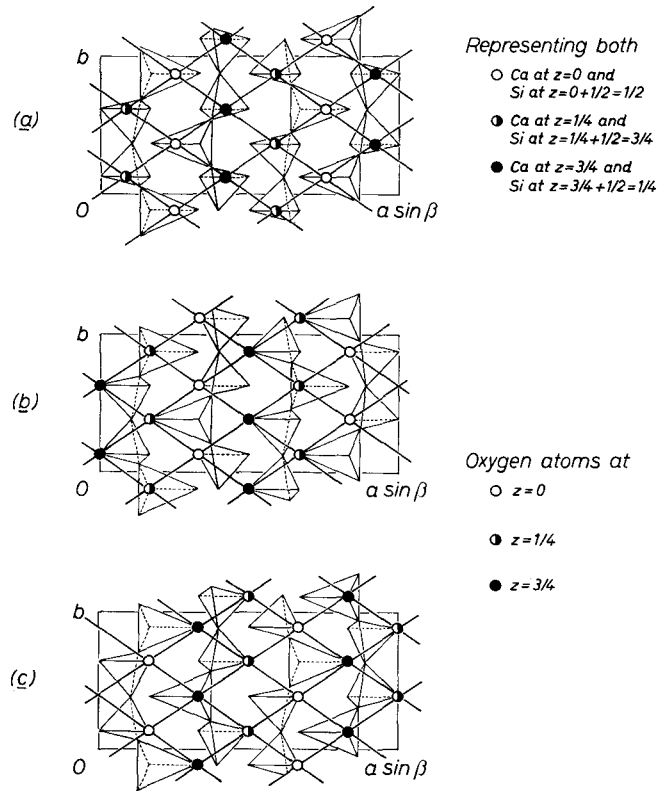 b
(a)
0
a sin β
Representing both
Ca at z=0 and
Si at z=0+1/2=1/2
Ca at z=1/4 and
Si at z=1/4+1/2=3/4
Ca at z=3/4 and
Si at z=3/4+1/2=1/4
b
(b)
0
a sin β
Oxygen atoms at
z=0
z=1/4
z=3/4
b
(c)
0
a sin β